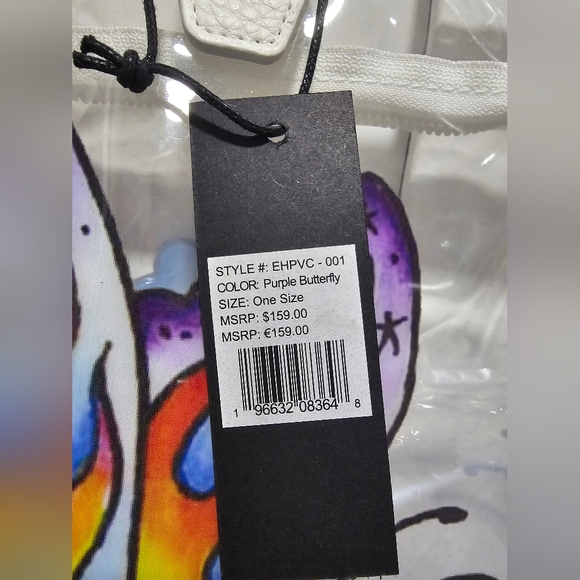 STYLE #: EHPVC - 001
COLOR: Purple Butterfly
SIZE: One Size
MSRP: $159.00
MSRP: €159.00
1 96632 08364 8